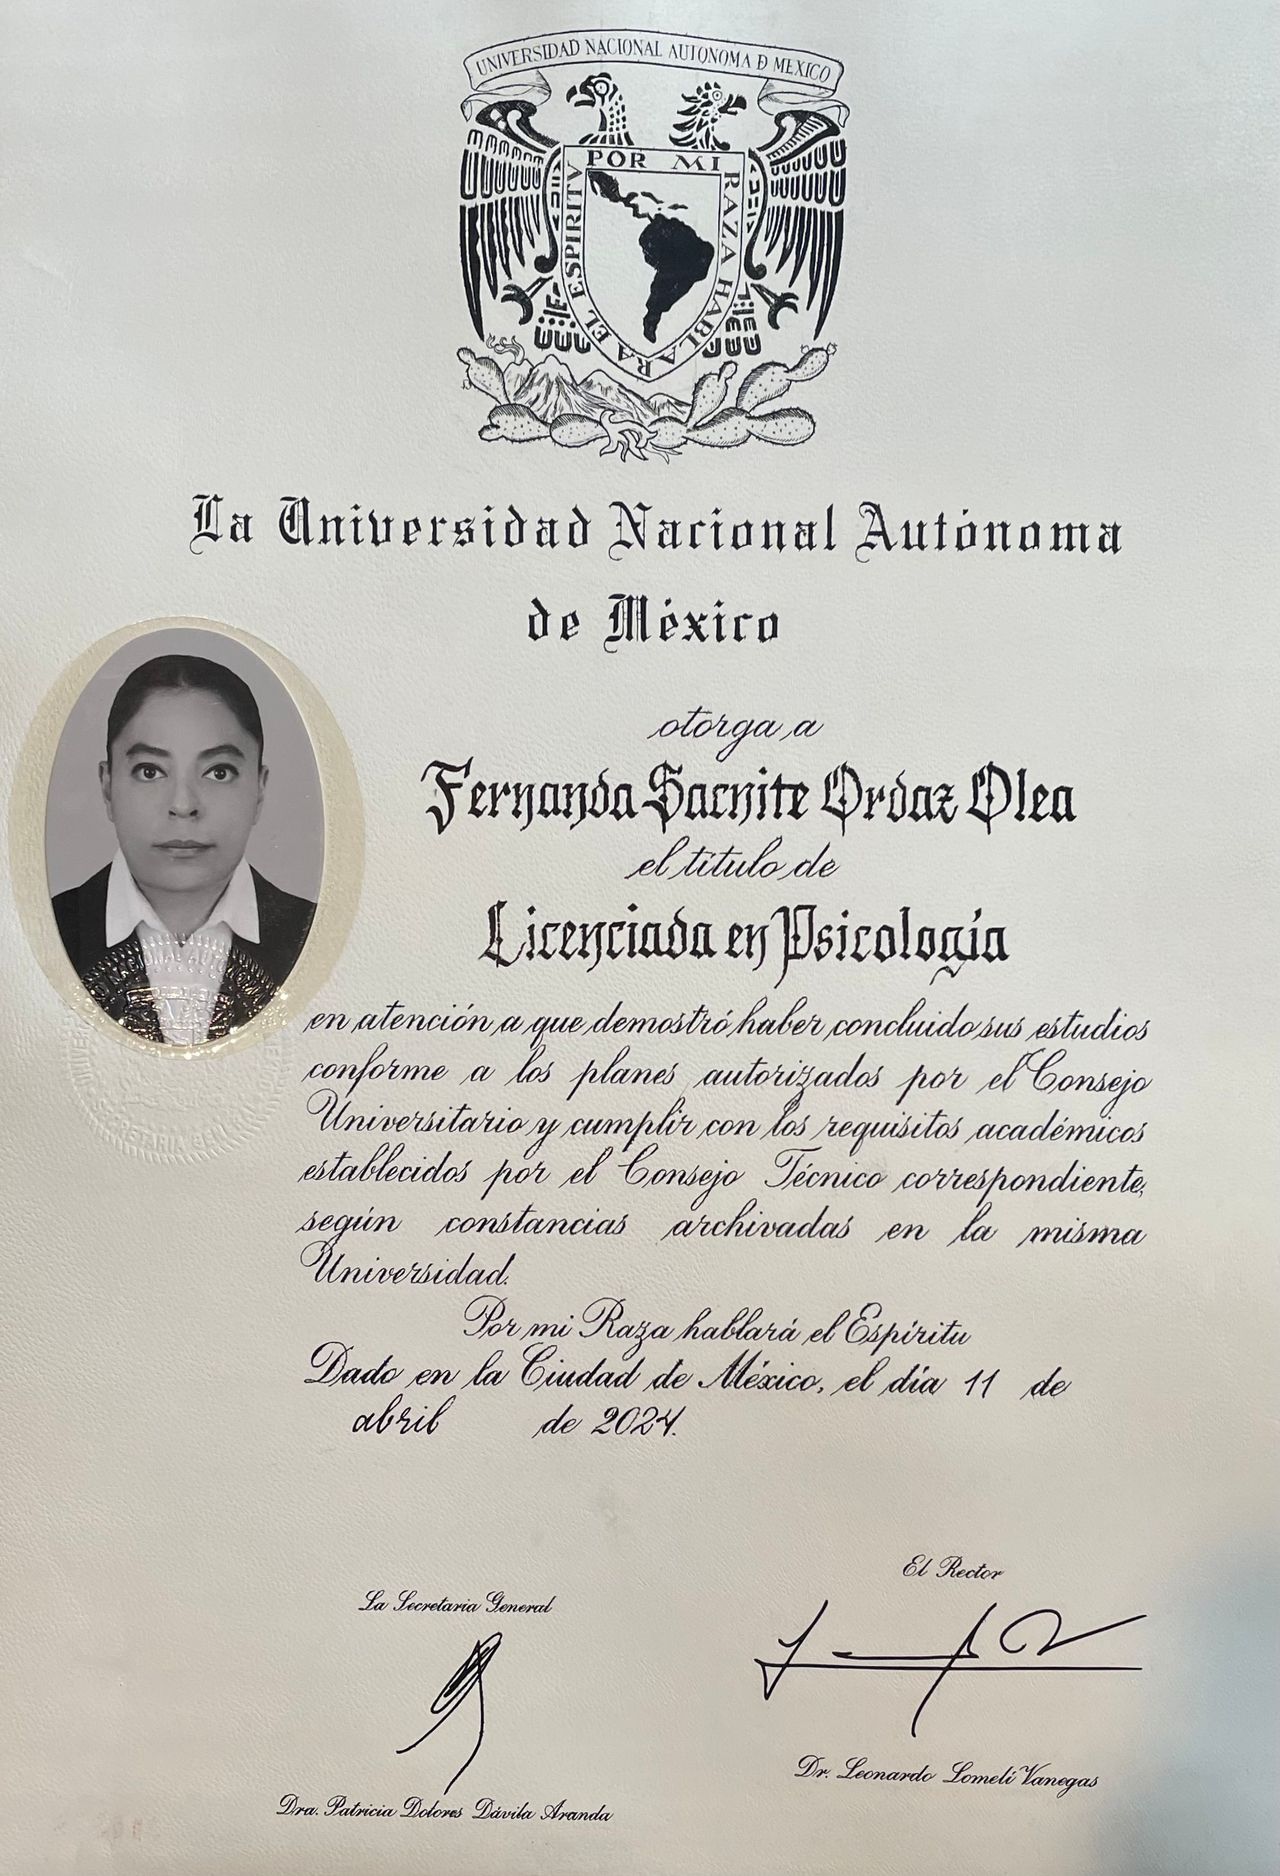 UNIVERSIDAD NACIONAL AUTONOMA D MEXICO
POR MI RAZA HABLARA EL ESPIRITV
La Universidad Nacional Autónoma
de México
otorga a
Fernanda Sacnite Ordaz Olea
el título de
Licenciada en Psicología
en atención a que demostró haber concluido sus estudios
conforme a los planes autorizados por el Consejo
Universitario y cumplir con los requisitos académicos
establecidos por el Consejo Técnico correspondiente,
según constancias archivadas en la misma
Universidad.
Por mi Raza hablará el Espíritu
Dado en la Ciudad de México, el día 11 de
abril de 2024.
La Secretaria General
Dra. Patricia Dolores Dávila Aranda
El Rector
Dr. Leonardo Lomelí Vanegas